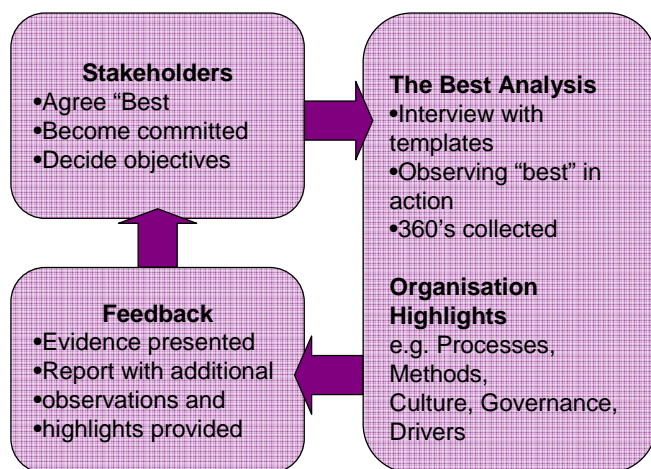 Stakeholders
•Agree “Best
•Become committed
•Decide objectives
The Best Analysis
•Interview with
templates
•Observing “best” in
action
•360’s collected
Organisation
Highlights
e.g. Processes,
Methods,
Culture, Governance,
Drivers
Feedback
•Evidence presented
•Report with additional
•observations and
•highlights provided